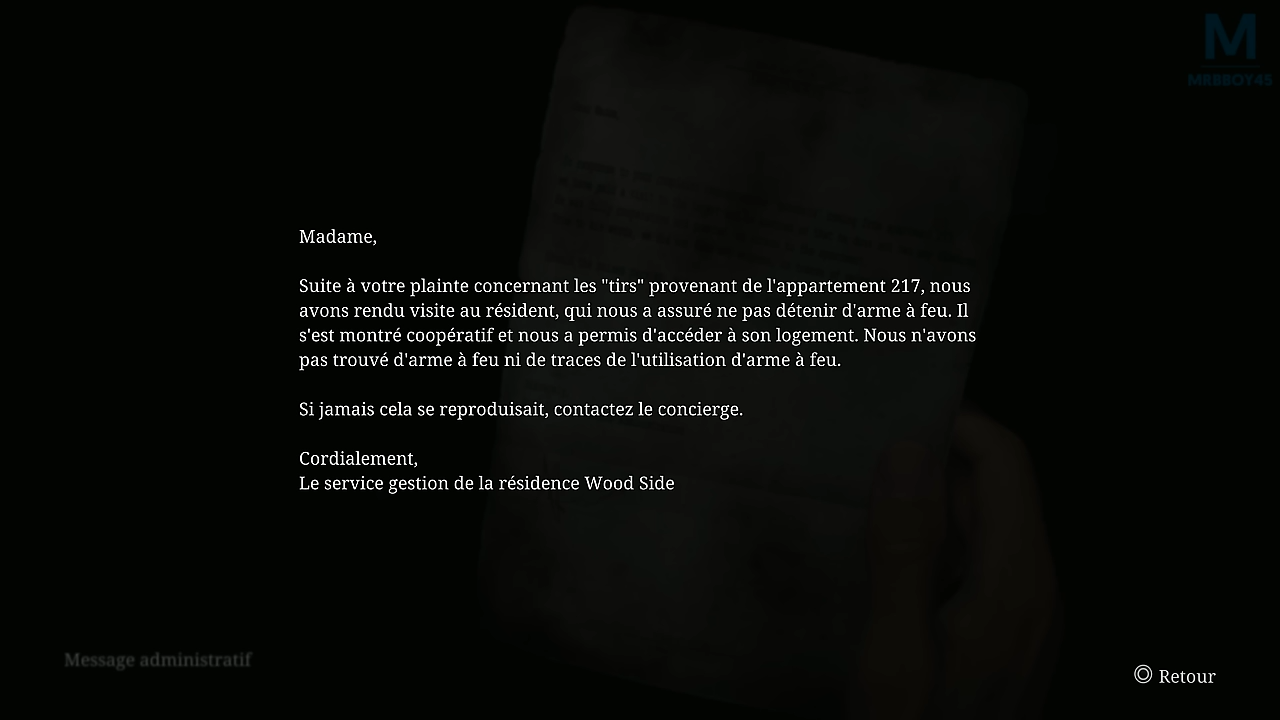 M
MRBBOY45
Madame,
Suite à votre plainte concernant les "tirs" provenant de l'appartement 217, nous
avons rendu visite au résident, qui nous a assuré ne pas détenir d'arme à feu. Il
s'est montré coopératif et nous a permis d'accéder à son logement. Nous n'avons
pas trouvé d'arme à feu ni de traces de l'utilisation d'arme à feu.
Si jamais cela se reproduisait, contactez le concierge.
Cordialement,
Le service gestion de la résidence Wood Side
Message administratif
Retour